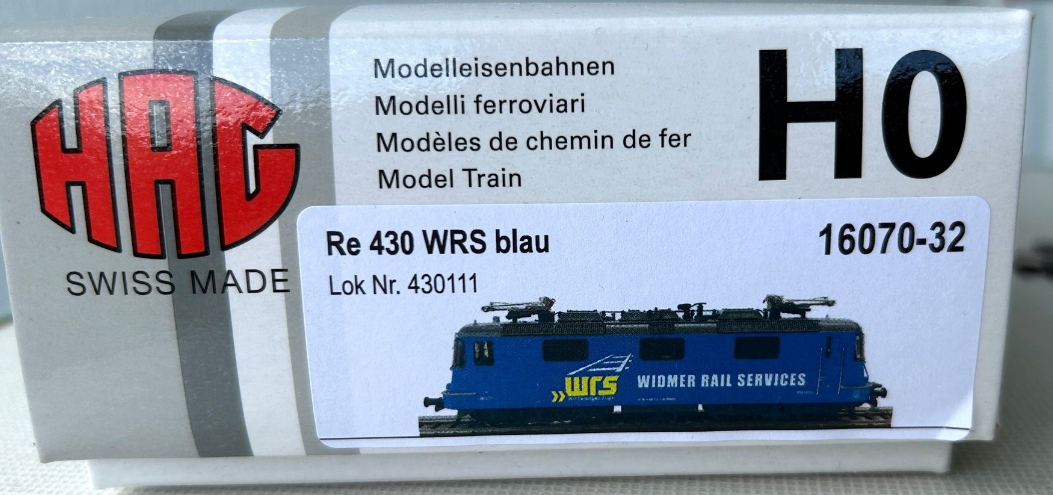 HAG
SWISS MADE
Modelleisenbahnen
Modelli ferroviari
Modèles de chemin de fer
Model Train
H0
Re 430 WRS blau
16070-32
Lok Nr. 430111
wrs
WIDMER RAIL SERVICES